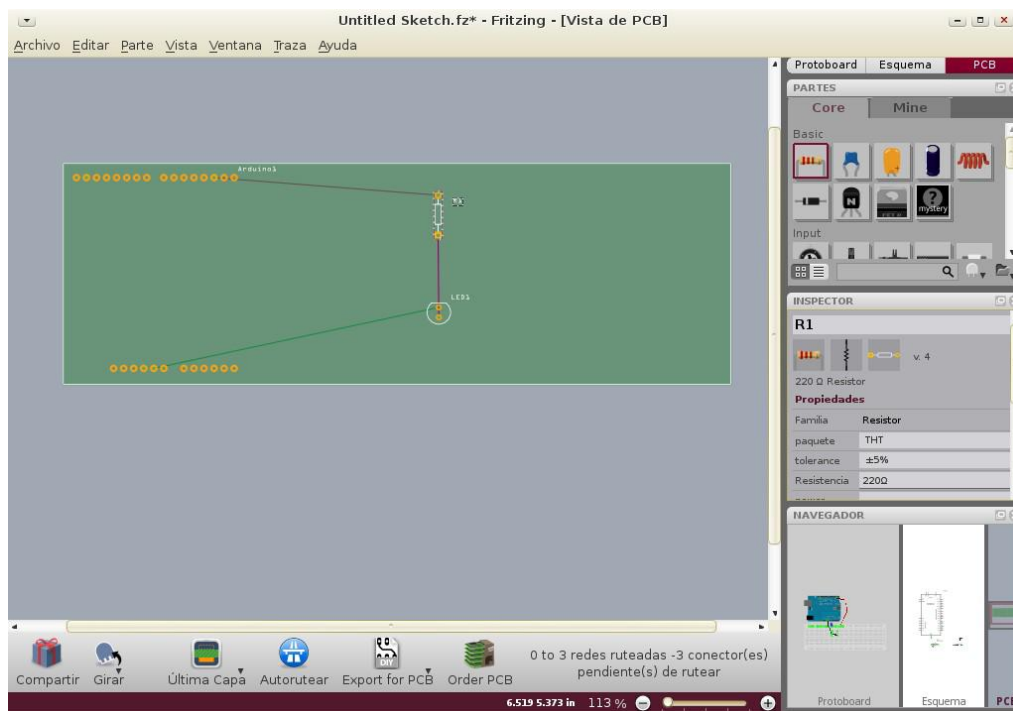 Untitled Sketch.fz* - Fritzing - [Vista de PCB]
Archivo Editar Parte Vista Ventana Traza Ayuda
Protoboard Esquema PCB
PARTES
Core Mine
Basic
N
mystery
Input
Arduino1
LED1
INSPECTOR
R1
v. 4
220 Ω Resistor
Propiedades
Familia Resistor
paquete THT
tolerance ±5%
Resistencia 220Ω
NAVEGADOR
Protoboard Esquema PCB
DIY
Compartir Girar Última Capa Autorutear Export for PCB Order PCB
0 to 3 redes ruteadas -3 conector(es)
pendiente(s) de rutear
6.519 5.373 in 113 %